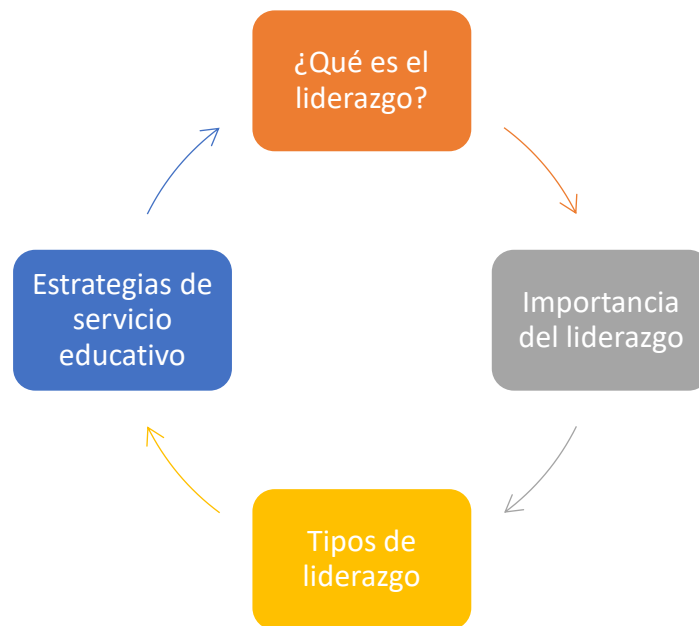 ¿Qué es el
liderazgo?
Importancia
del liderazgo
Tipos de
liderazgo
Estrategias de
servicio
educativo